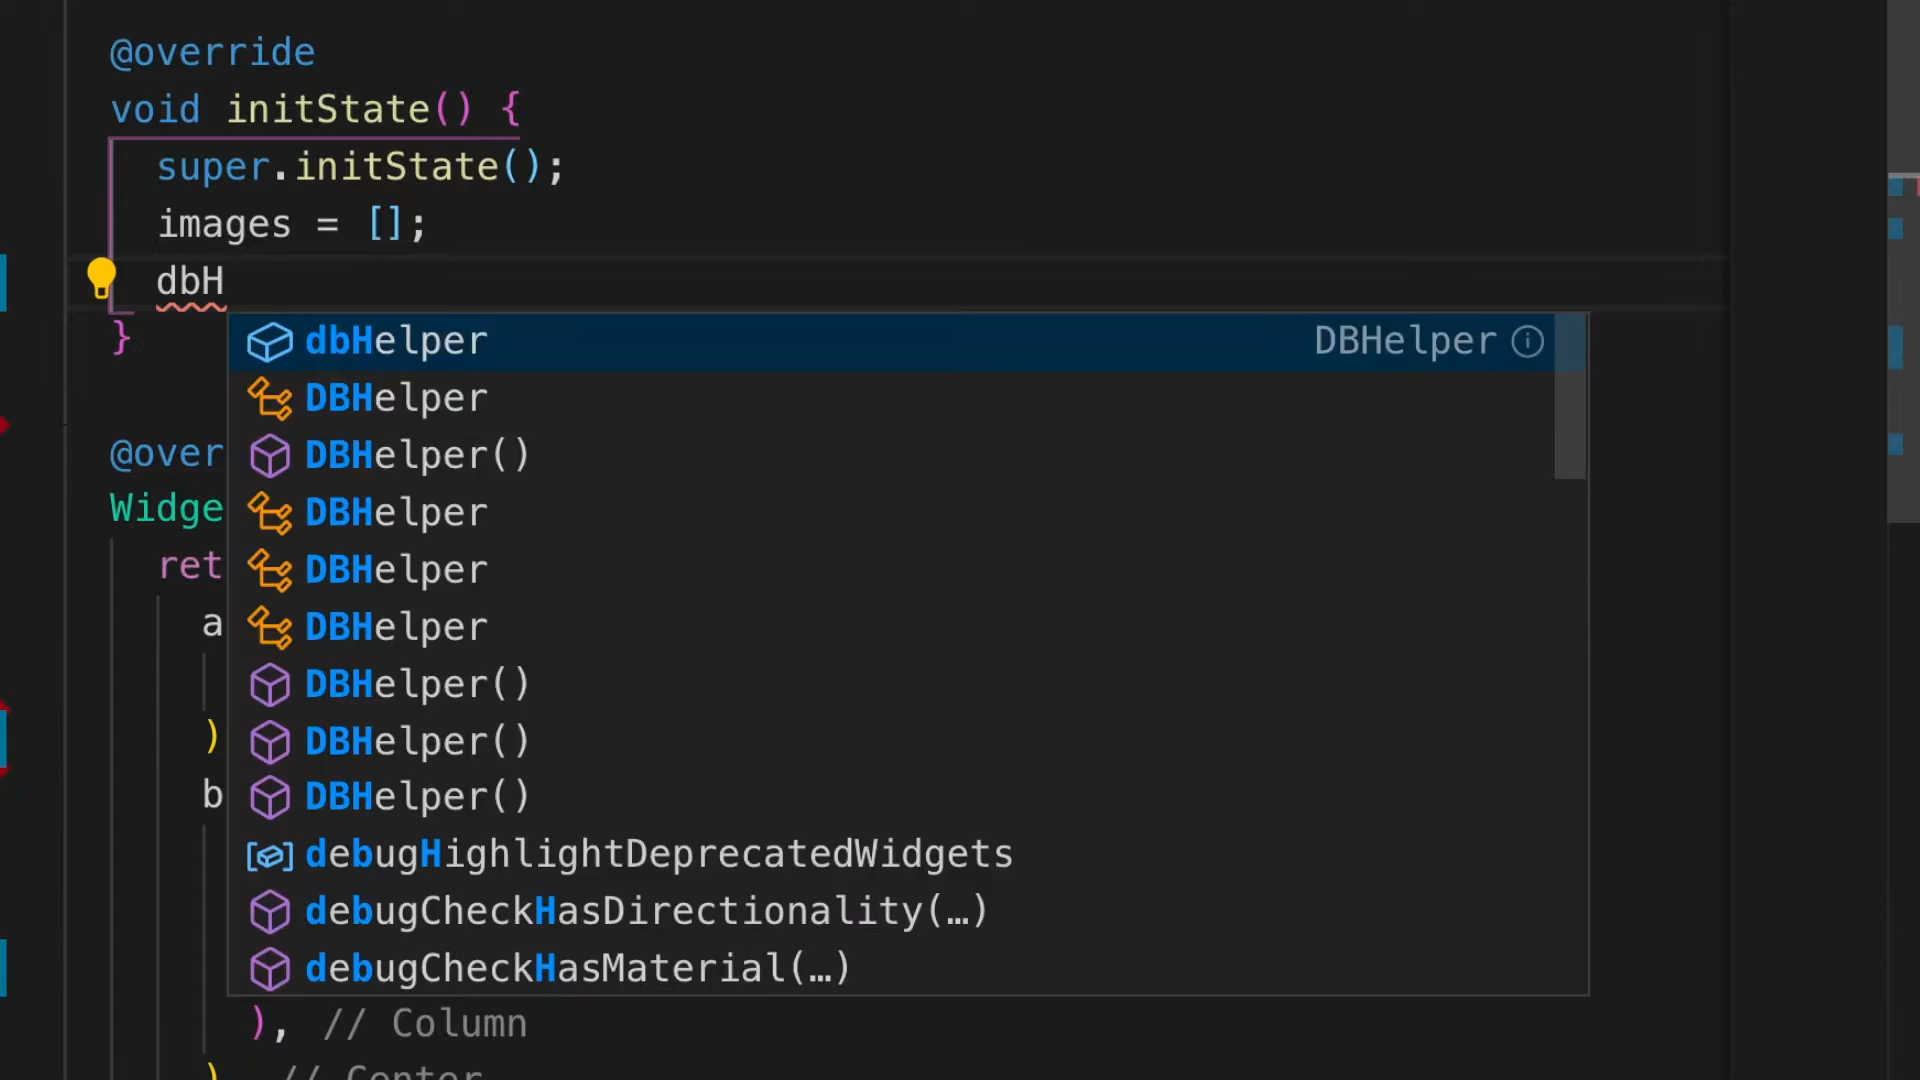 @override
void initState() {
super.initState();
images = [];
dbH
dbHelper DBHelper
}
DBHelper
@over
DBHelper()
Widge
DBHelper
ret
DBHelper
a
DBHelper
DBHelper()
)
DBHelper()
b
DBHelper()
debugHighlightDeprecatedWidgets
debugCheckHasDirectionality(…)
debugCheckHasMaterial(…)
), // Column
) // Center